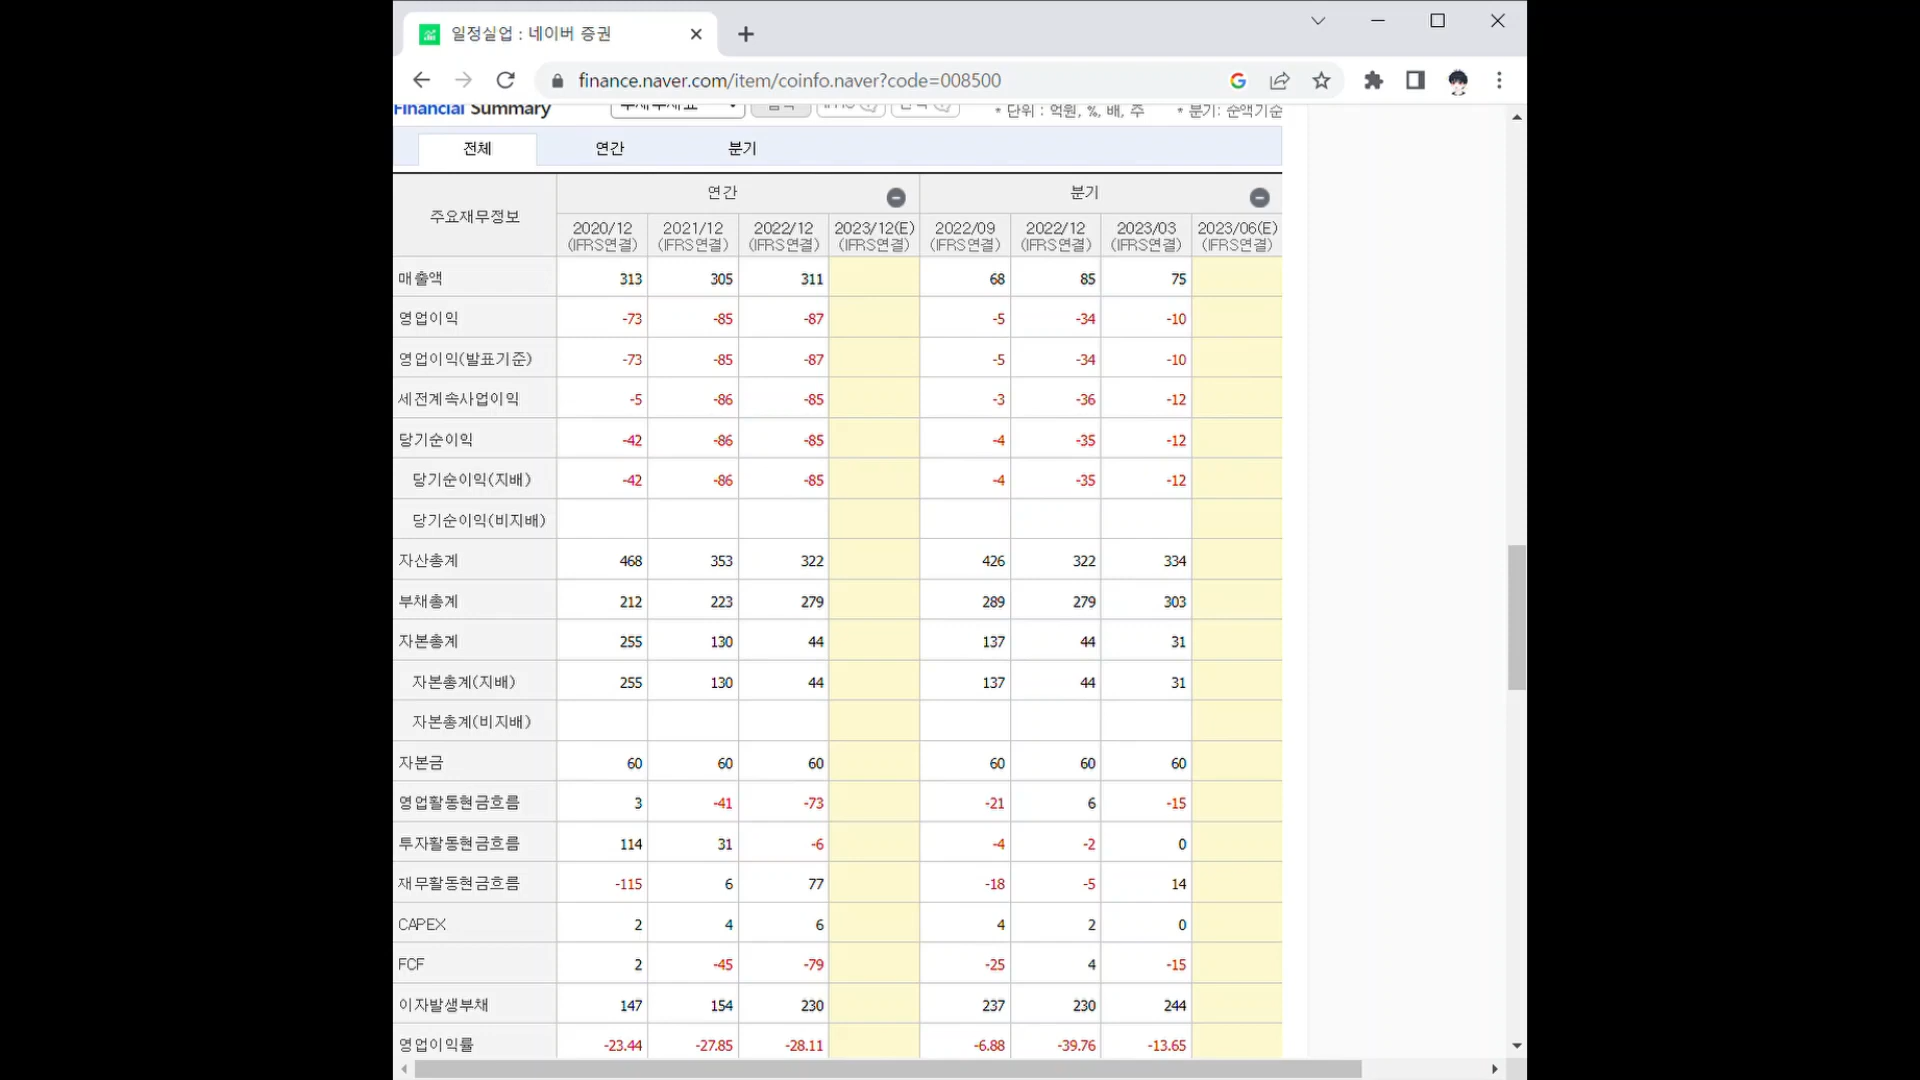 일정실업 : 네이버 증권
finance.naver.com/item/coinfo.naver?code=008500
Financial Summary 주재무제표 검색 IFRS * 단위 : 억원, %, 배, 주 * 분기: 순액기준
전체 연간 분기
주요재무정보 연간 분기
2020/12 2021/12 2022/12 2023/12(E) 2022/09 2022/12 2023/03 2023/06(E)
(IFRS연결) (IFRS연결) (IFRS연결) (IFRS연결) (IFRS연결) (IFRS연결) (IFRS연결) (IFRS연결)
매출액 313 305 311 68 85 75
영업이익 -73 -85 -87 -5 -34 -10
영업이익(발표기준) -73 -85 -87 -5 -34 -10
세전계속사업이익 -5 -86 -85 -3 -36 -12
당기순이익 -42 -86 -85 -4 -35 -12
당기순이익(지배) -42 -86 -85 -4 -35 -12
당기순이익(비지배)
자산총계 468 353 322 426 322 334
부채총계 212 223 279 289 279 303
자본총계 255 130 44 137 44 31
자본총계(지배) 255 130 44 137 44 31
자본총계(비지배)
자본금 60 60 60 60 60 60
영업활동현금흐름 3 -41 -73 -21 6 -15
투자활동현금흐름 114 31 -6 -4 -2 0
재무활동현금흐름 -115 6 77 -18 -5 14
CAPEX 2 4 6 4 2 0
FCF 2 -45 -79 -25 4 -15
이자발생부채 147 154 230 237 230 244
영업이익률 -23.44 -27.85 -28.11 -6.88 -39.76 -13.65